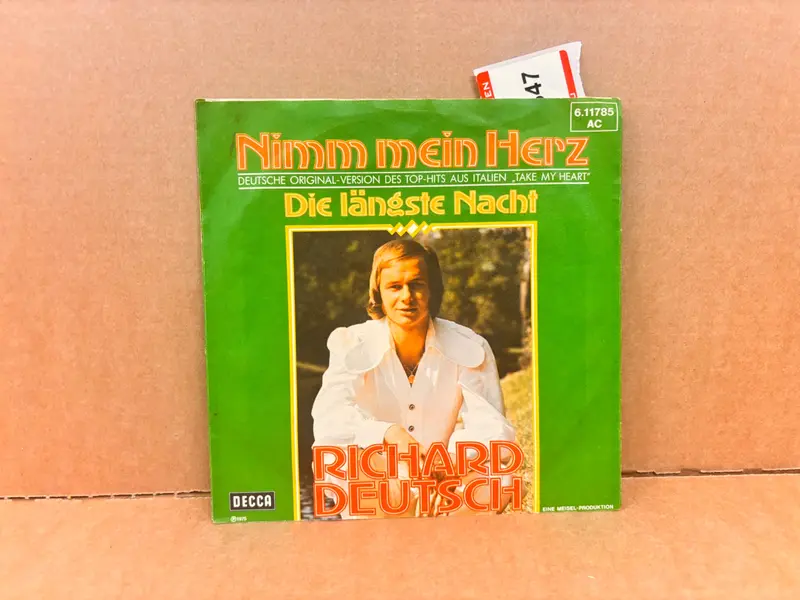 647
6.11785
AC
Nimm mein Herz
DEUTSCHE ORIGINAL-VERSION DES TOP-HITS AUS ITALIEN „TAKE MY HEART"
Die längste Nacht
RICHARD
DEUTSCH
DECCA
EINE MEISEL-PRODUKTION